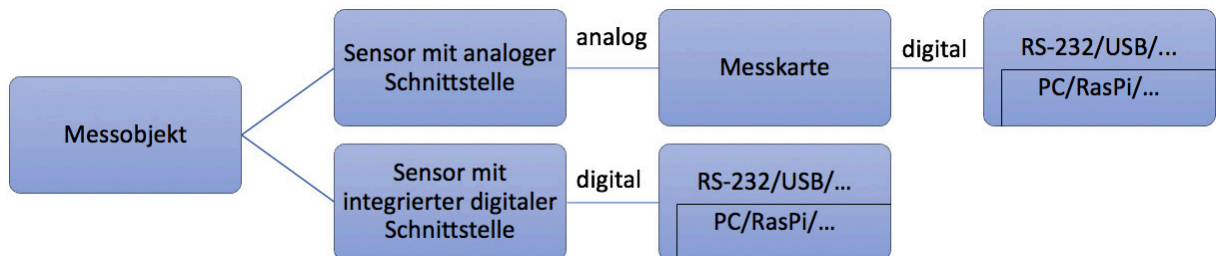 Messobjekt
Sensor mit analoger
Schnittstelle
analog
Messkarte
digital
RS-232/USB/...
PC/RasPi/...
Sensor mit
integrierter digitaler
Schnittstelle
digital
RS-232/USB/...
PC/RasPi/...